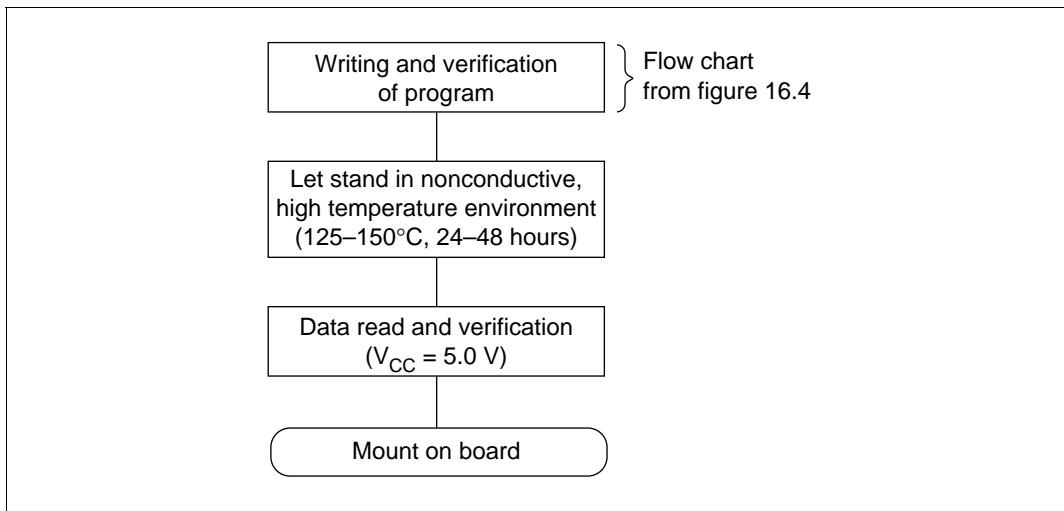 Writing and verification
of program
Flow chart
from figure 16.4
Let stand in nonconductive,
high temperature environment
(125–150°C, 24–48 hours)
Data read and verification
(VCC = 5.0 V)
Mount on board